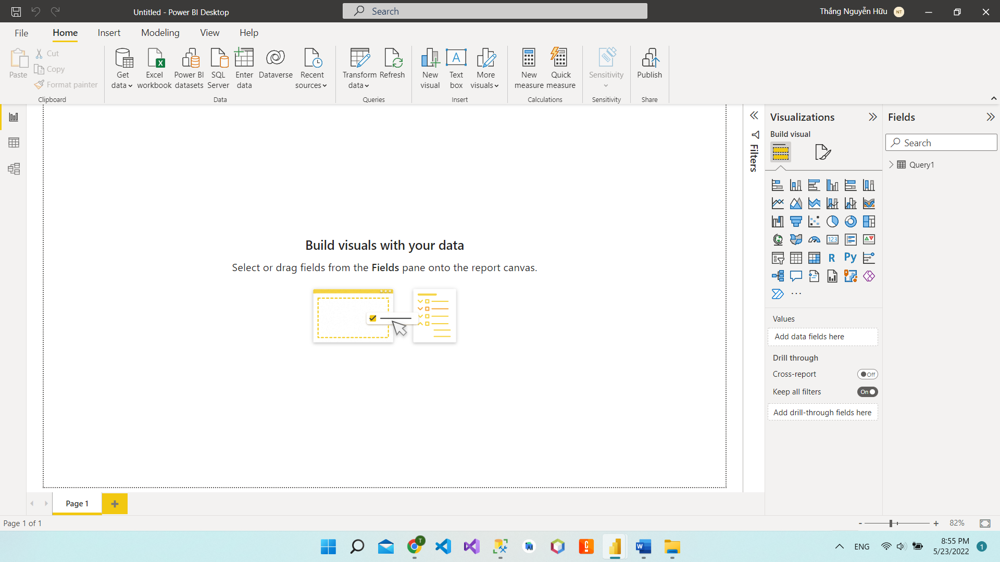 Untitled - Power BI Desktop
Search
Thắng Nguyễn Hữu
NT
File
Home
Insert
Modeling
View
Help
Paste
Cut
Copy
Format painter
Clipboard
Get data
Excel workbook
Power BI datasets
SQL Server
Enter data
Dataverse
Recent sources
Data
Transform data
Refresh
Queries
New visual
Text box
More visuals
Insert
New measure
Quick measure
Calculations
Sensitivity
Sensitivity
Publish
Share
Build visuals with your data
Select or drag fields from the Fields pane onto the report canvas.
Filters
Visualizations
Build visual
123
R
Py
Values
Add data fields here
Drill through
Cross-report
Off
Keep all filters
On
Add drill-through fields here
Fields
Search
Query1
Page 1
Page 1 of 1
82%
ENG
8:55 PM
5/23/2022
1